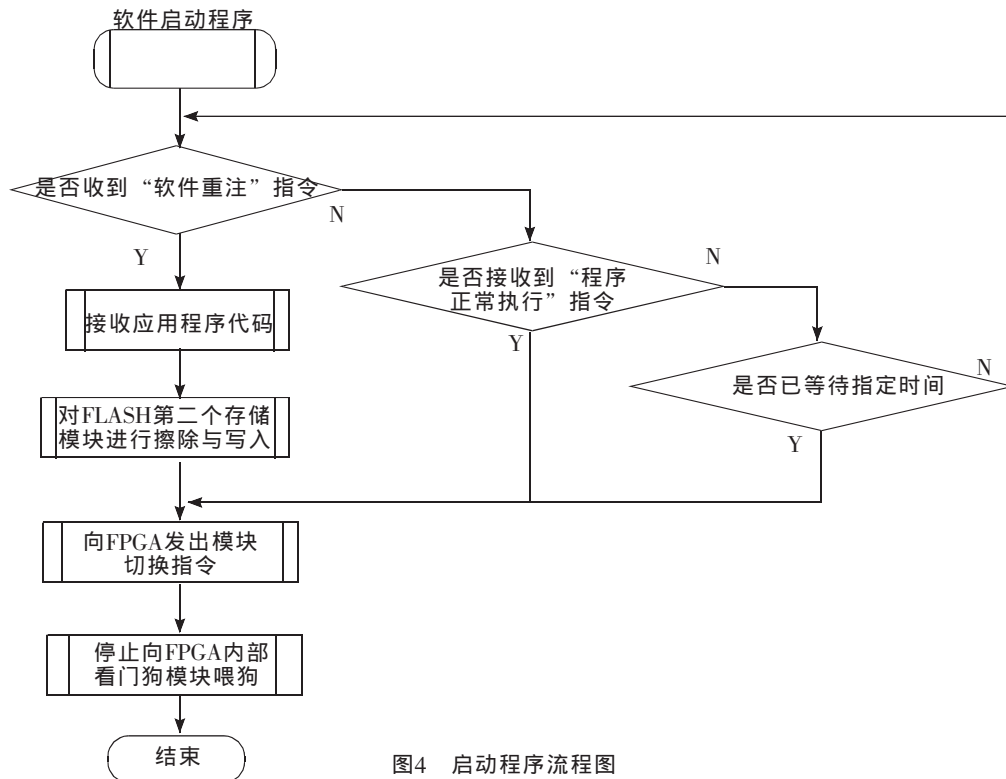 软件启动程序
是否收到“软件重注”指令
N
Y
是否接收到“程序
正常执行”指令
N
Y
接收应用程序代码
是否已等待指定时间
N
Y
对FLASH第二个存储
模块进行擦除与写入
向FPGA发出模块
切换指令
停止向FPGA内部
看门狗模块喂狗
结束
图4 启动程序流程图